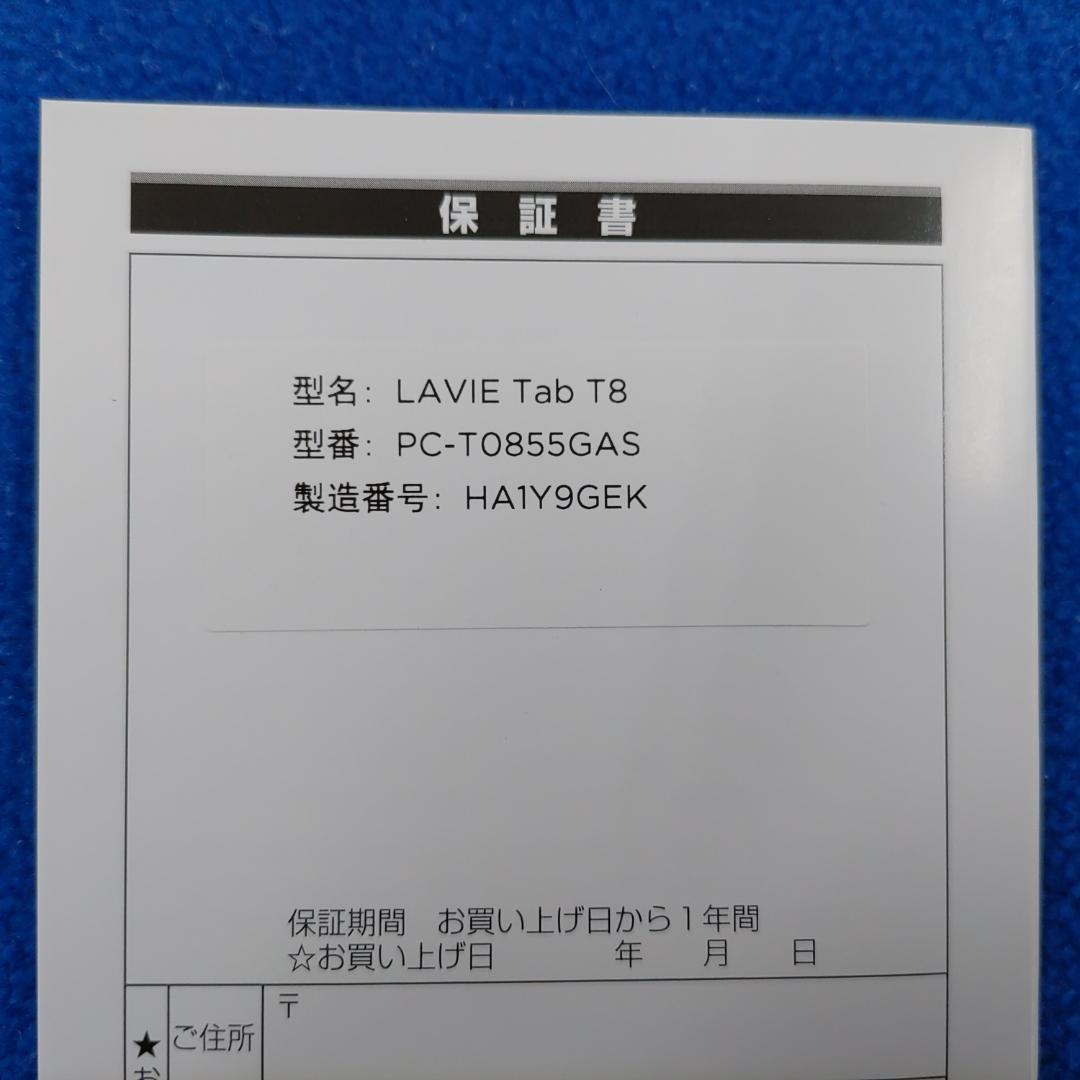 保証書
型名： LAVIE Tab T8
型番： PC-T0855GAS
製造番号： HA1Y9GEK
保証期間　お買い上げ日から１年間
☆お買い上げ日　　　　年　　月　　日
〒
★お
ご住所